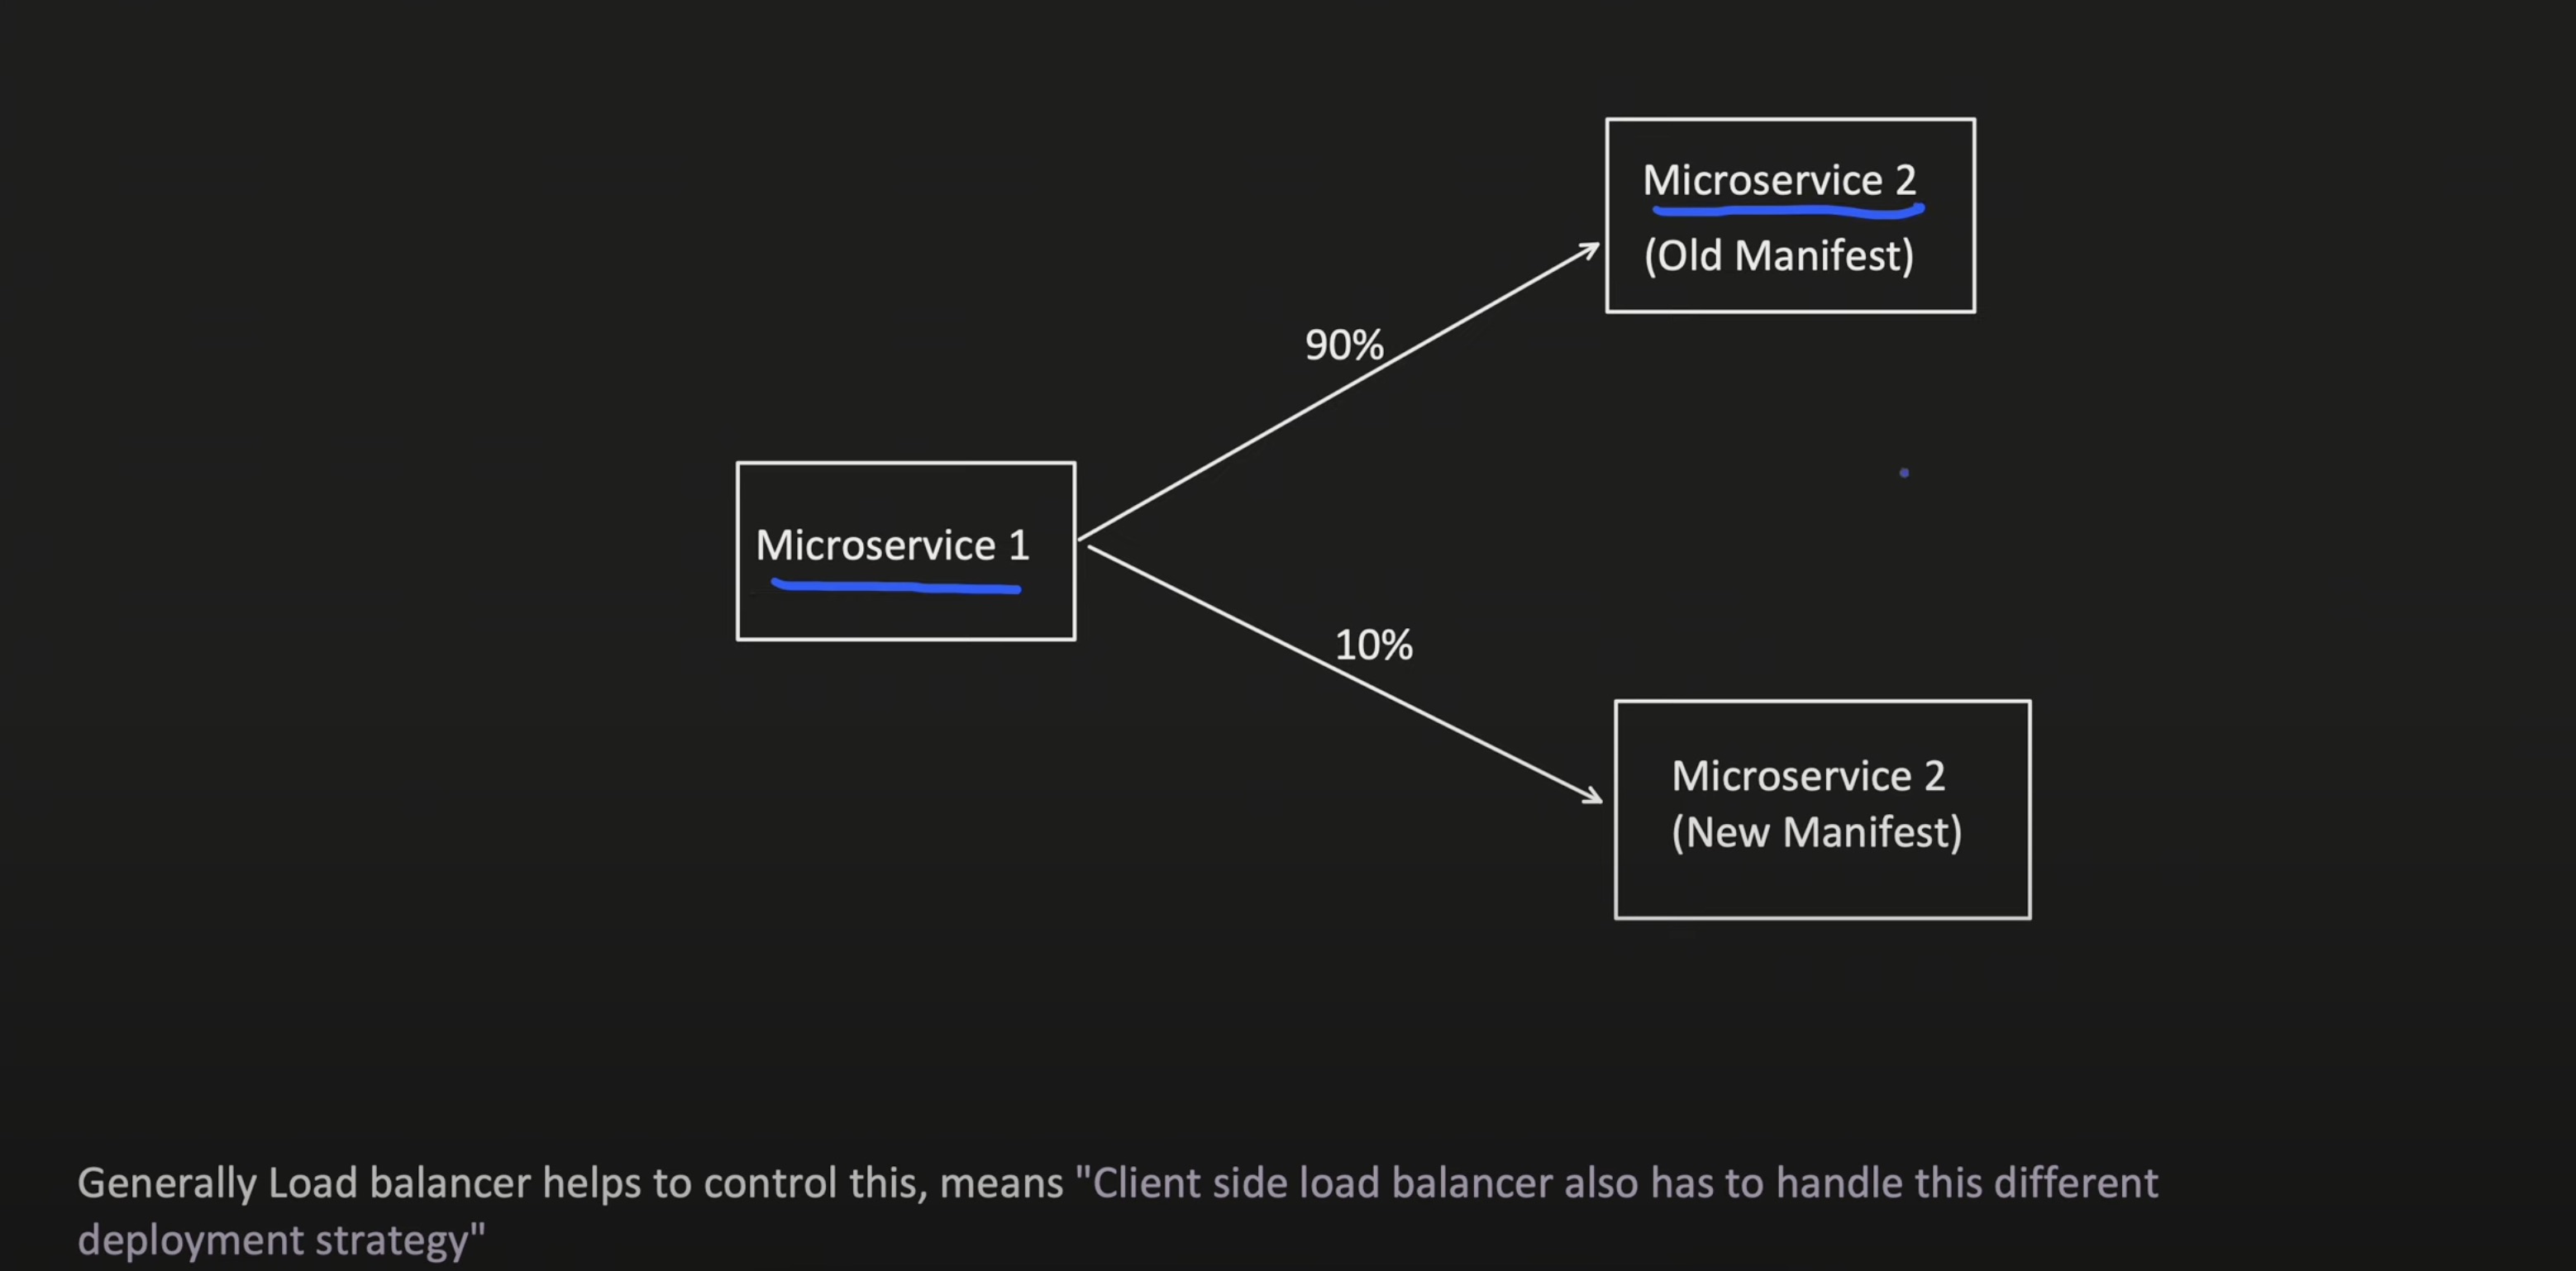 Microservice 2
(Old Manifest)
90%
Microservice 1
10%
Microservice 2
(New Manifest)
Generally Load balancer helps to control this, means "Client side load balancer also has to handle this different
deployment strategy"